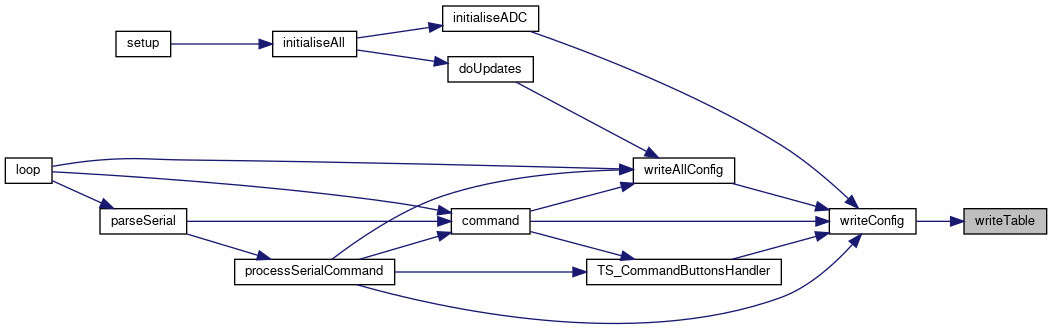 initialiseADC
setup
initialiseAll
doUpdates
loop
writeAllConfig
parseSerial
command
writeConfig
writeTable
processSerialCommand
TS_CommandButtonsHandler